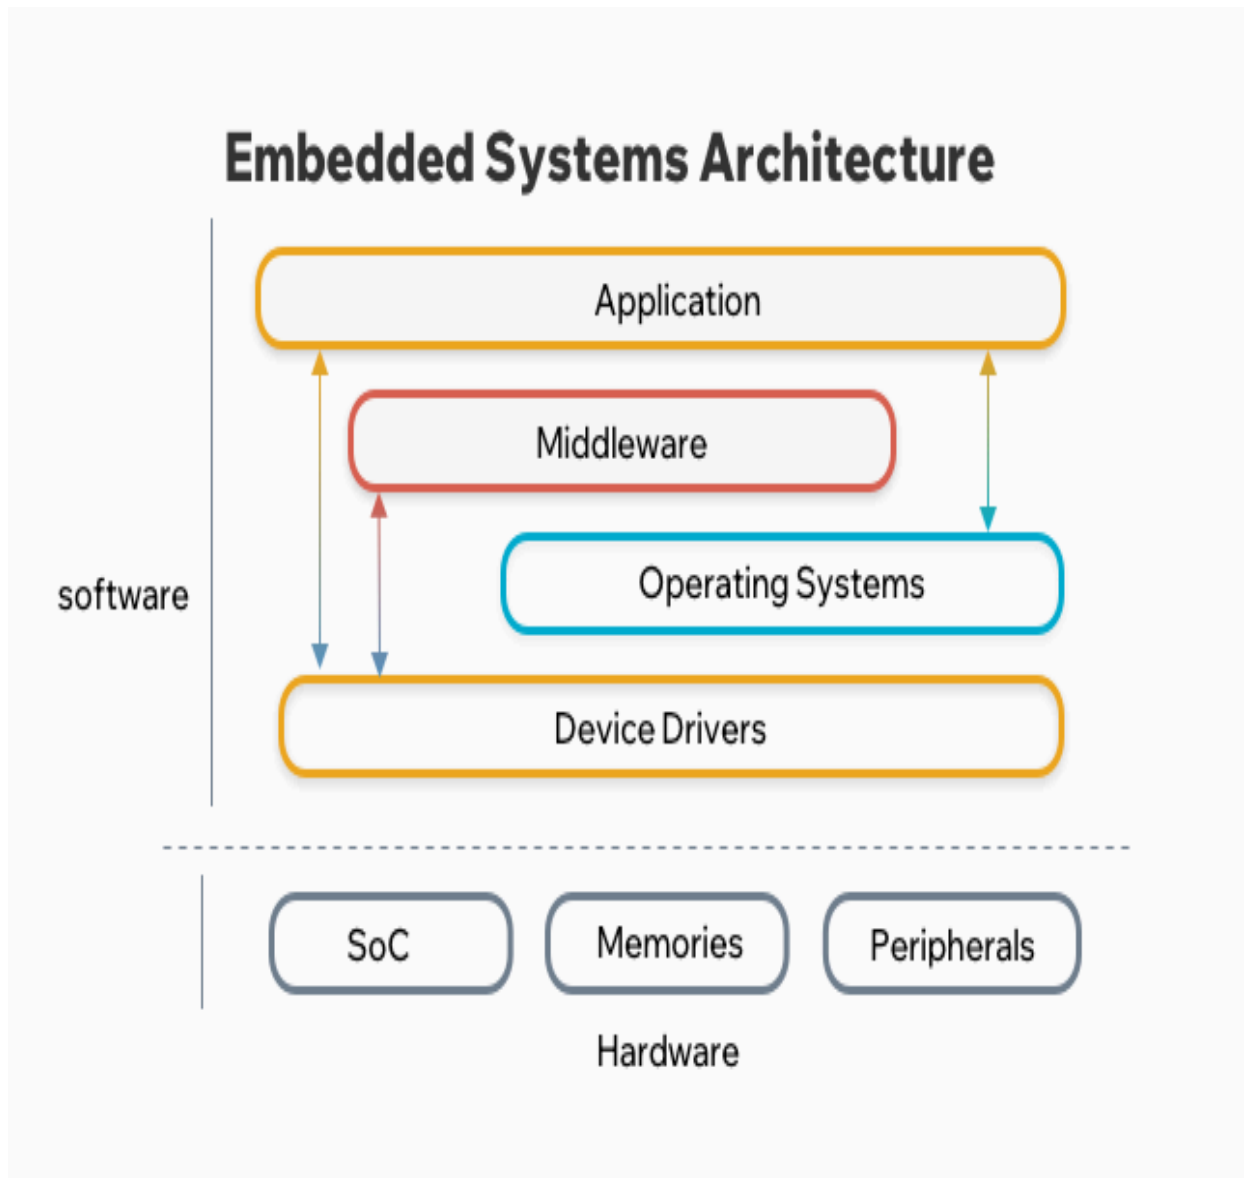 Embedded Systems Architecture
Application
Middleware
Operating Systems
software
Device Drivers
SoC
Memories
Peripherals
Hardware